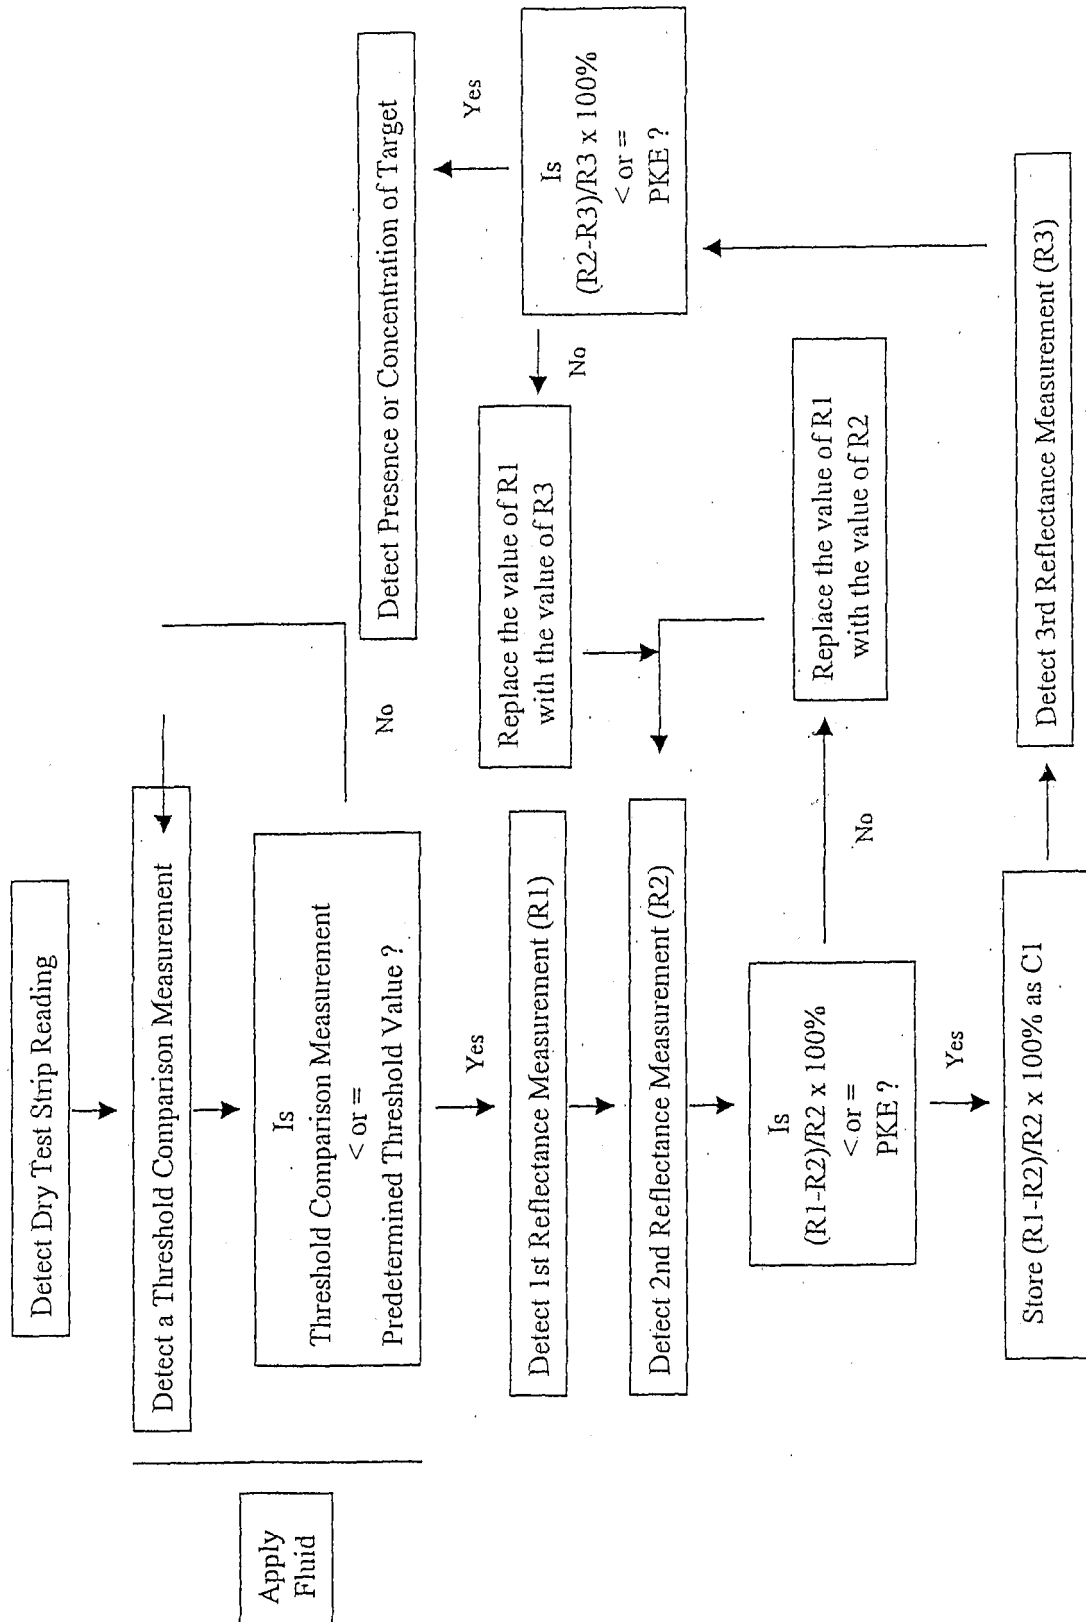 Detect Dry Test Strip Reading
Detect a Threshold Comparison Measurement
Apply
Fluid
Is
Threshold Comparison Measurement
< or =
Predetermined Threshold Value ?
No
Yes
Detect 1st Reflectance Measurement (R1)
Detect 2nd Reflectance Measurement (R2)
Is
(R1-R2)/R2 x 100%
< or =
PKE ?
No
Replace the value of R1
with the value of R2
Yes
Store (R1-R2)/R2 x 100% as C1
Detect 3rd Reflectance Measurement (R3)
Is
(R2-R3)/R3 x 100%
< or =
PKE ?
No
Replace the value of R1
with the value of R3
Yes
Detect Presence or Concentration of Target